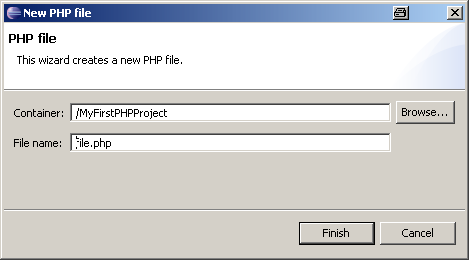 New PHP file
PHP file
This wizard creates a new PHP file.
Container: /MyFirstPHPProject Browse...
File name: file.php
Finish Cancel